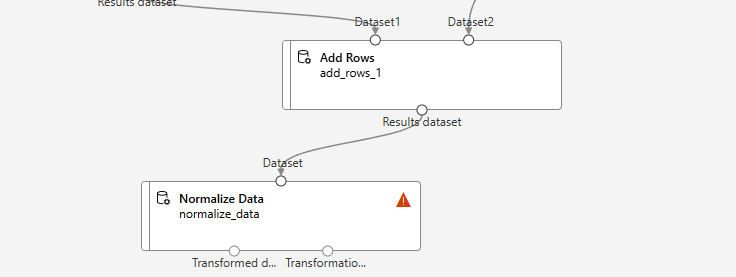 Results dataset
Dataset1
Dataset2
Add Rows
add_rows_1
Results dataset
Dataset
Normalize Data
normalize_data
Transformed d...
Transformatio...